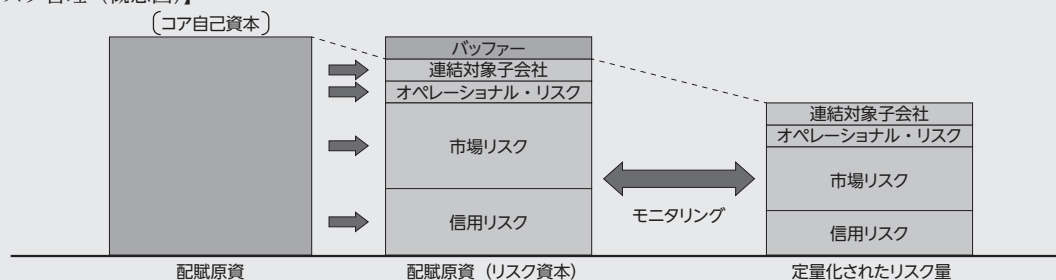 （コア自己資本）
バッファー
連結対象子会社
オペレーショナル・リスク
市場リスク
信用リスク
モニタリング
連結対象子会社
オペレーショナル・リスク
市場リスク
信用リスク
配賦原資
配賦原資（リスク資本）
定量化されたリスク量